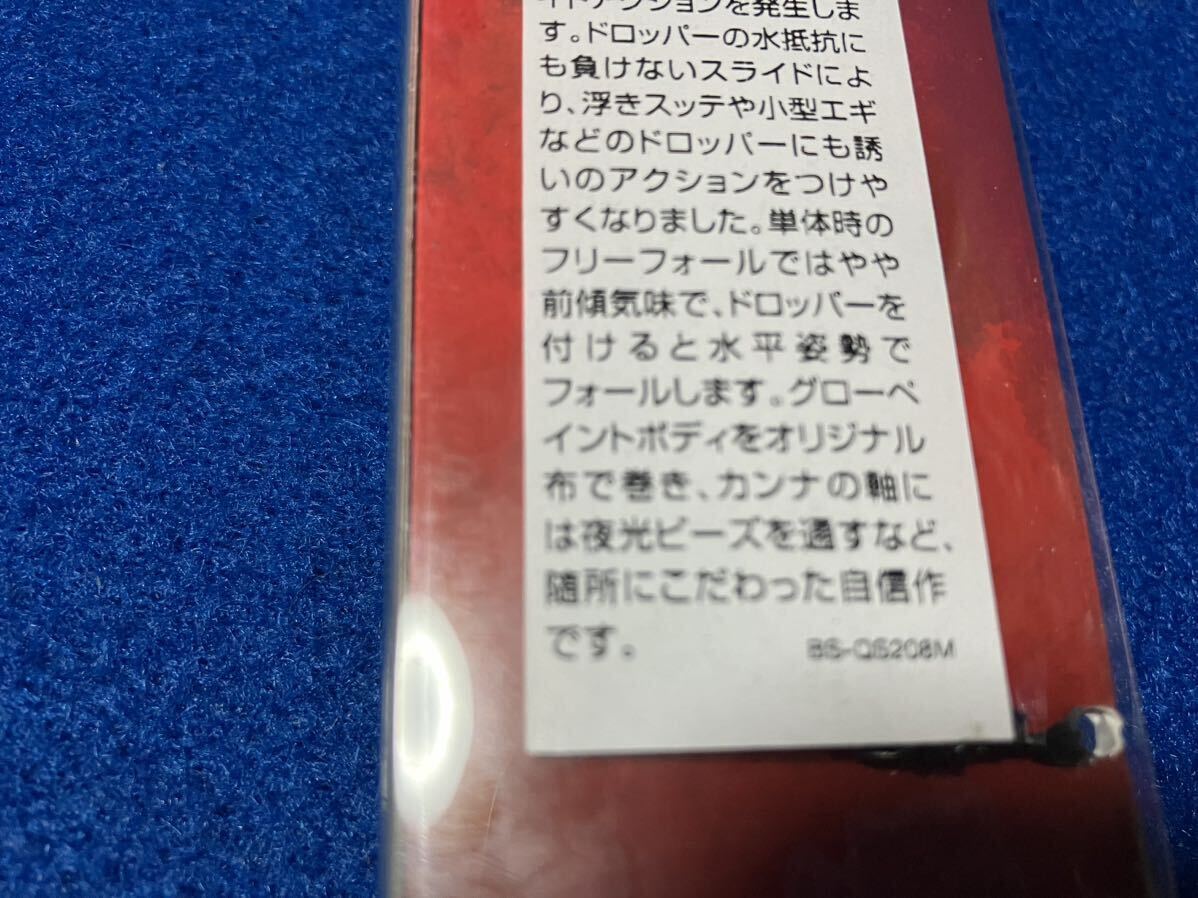 イドアクションを発生しま
す。ドロッパーの水抵抗に
も負けないスライドによ
り、浮きスッテや小型エギ
などのドロッパーにも誘
いのアクションをつけや
すくなりました。単体時の
フリーフォールではやや
前傾気味で、ドロッパーを
付けると水平姿勢で
フォールします。グローペ
イントボディをオリジナル
布で巻き、カンナの軸に
は夜光ビーズを通すなど、
随所にこだわった自信作
です。
BS-QS208M